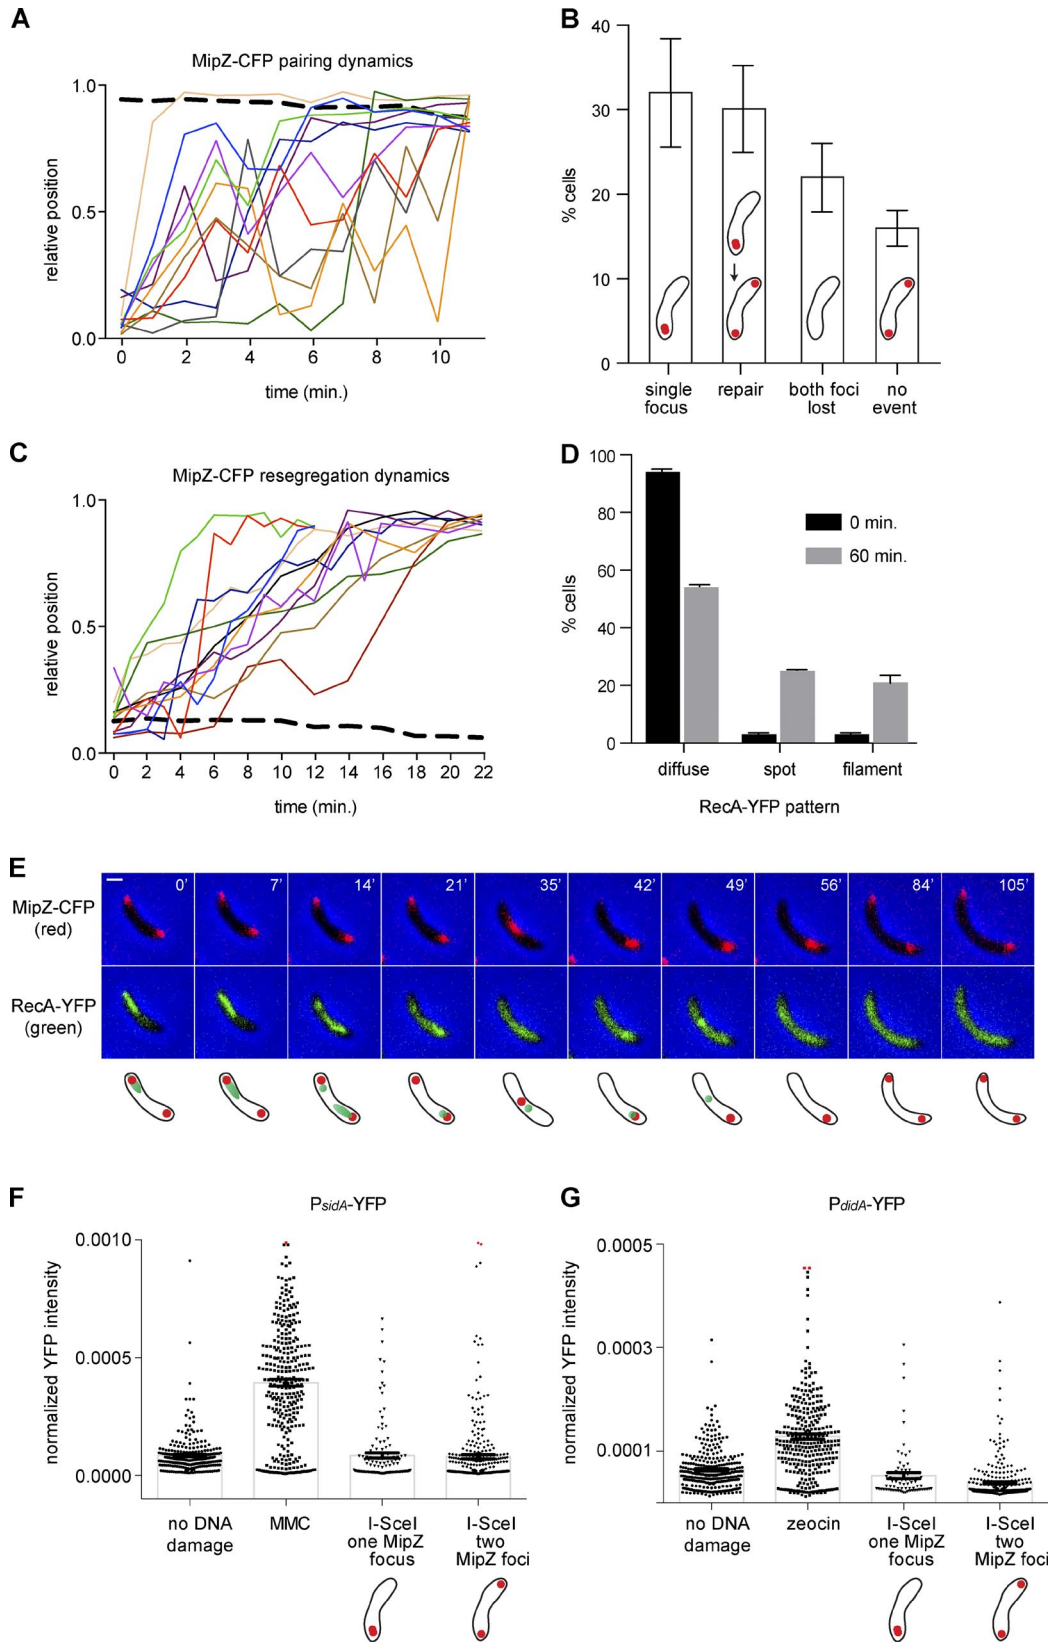 A
MipZ-CFP pairing dynamics
1.0
0.5
0.0
relative position
0 2 4 6 8 10
time (min.)
B
40
30
20
10
0
% cells
single focus
repair
both foci lost
no event
C
MipZ-CFP resegregation dynamics
1.0
0.5
0.0
relative position
0 2 4 6 8 10 12 14 16 18 20 22
time (min.)
D
100
80
60
40
20
0
% cells
0 min.
60 min.
diffuse spot filament
RecA-YFP pattern
E
MipZ-CFP
(red)
0' 7' 14' 21' 35' 42' 49' 56' 84' 105'
RecA-YFP
(green)
F
PsidA-YFP
0.0010
0.0005
0.0000
normalized YFP intensity
no DNA damage
MMC
I-SceI one MipZ focus
I-SceI two MipZ foci
G
PdidA-YFP
0.0005
0.0003
0.0001
normalized YFP intensity
no DNA damage
zeocin
I-SceI one MipZ focus
I-SceI two MipZ foci